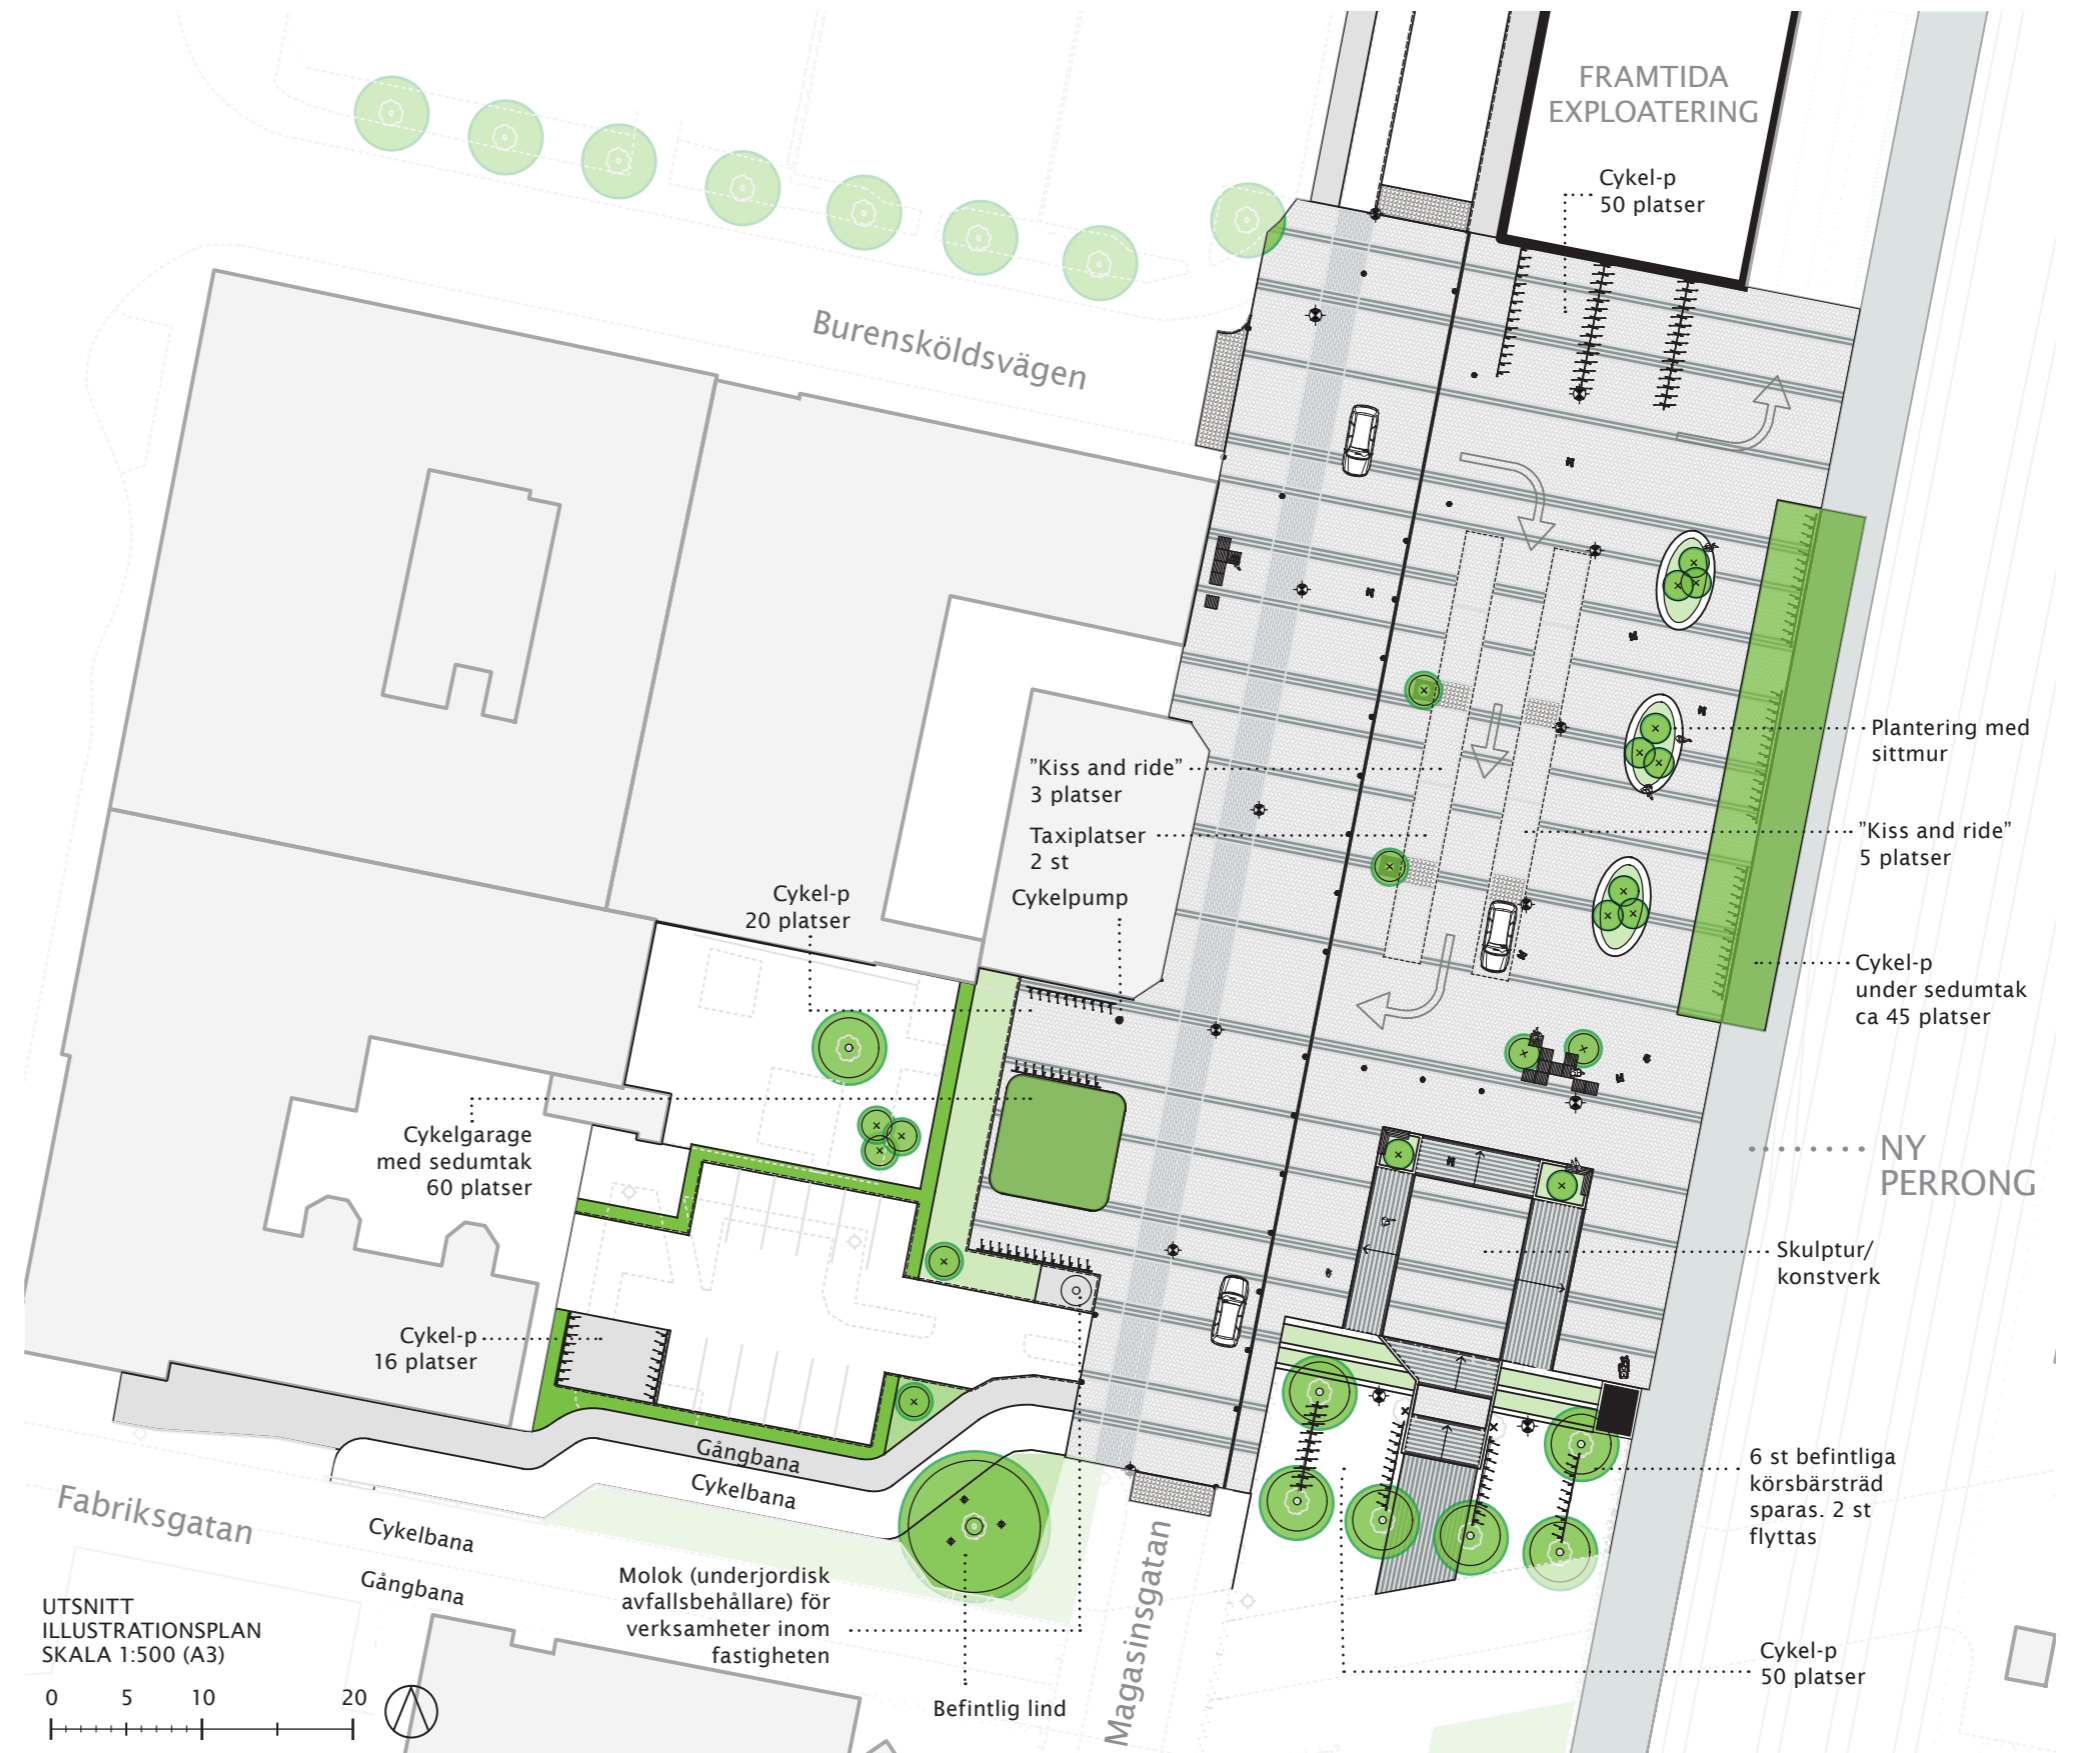 FRAMTIDA
EXPLOATERING
Cykel-p
50 platser
Burensköldsvägen
Plantering med
sittmur
"Kiss and ride"
3 platser
Taxiplatser
2 st
Cykelpump
"Kiss and ride"
5 platser
Cykel-p
20 platser
Cykel-p
under sedumtak
ca 45 platser
Cykelgarage
med sedumtak
60 platser
NY
PERRONG
Skulptur/
konstverk
Cykel-p
16 platser
Gångbana
Cykelbana
6 st befintliga
körsbärsträd
sparas. 2 st
flyttas
Fabriksgatan
Cykelbana
Gångbana
Molok (underjordisk
avfallsbehållare) för
verksamheter inom
fastigheten
Magasinsgatan
Cykel-p
50 platser
Befintlig lind
UTSNITT
ILLUSTRATIONSPLAN
SKALA 1:500 (A3)
0 5 10 20